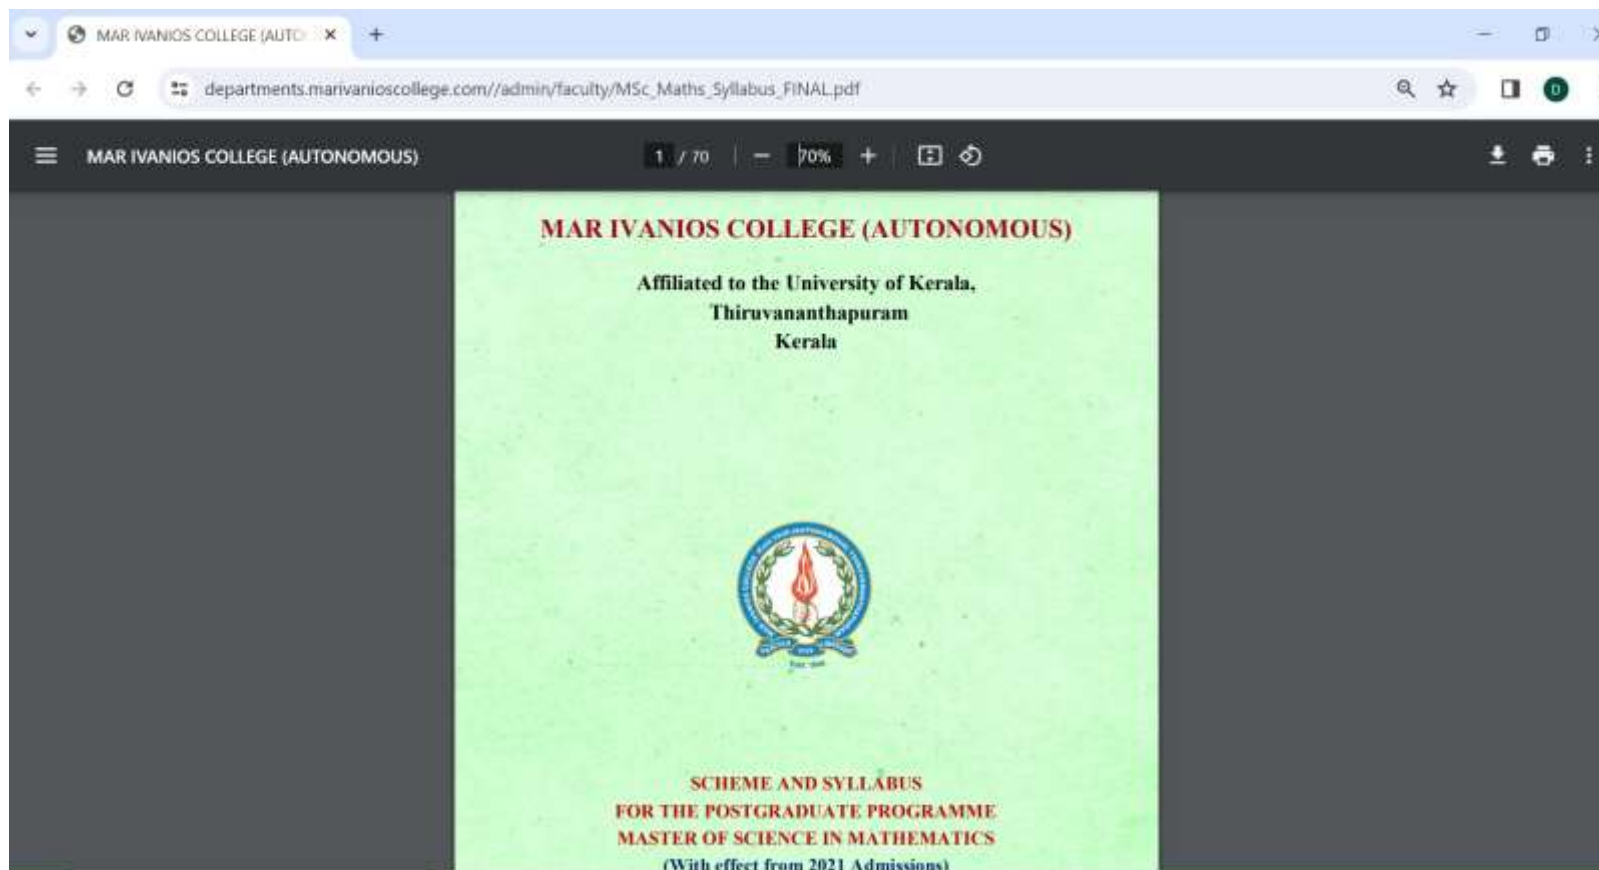 MAR IVANIOS COLLEGE (AUTO
departments.marivanioscollege.com//admin/faculty/MSc_Maths_Syllabus_FINAL.pdf
D
MAR IVANIOS COLLEGE (AUTONOMOUS)
1 / 70
70%
MAR IVANIOS COLLEGE (AUTONOMOUS)
Affiliated to the University of Kerala,
Thiruvananthapuram
Kerala
SCHEME AND SYLLABUS
FOR THE POSTGRADUATE PROGRAMME
MASTER OF SCIENCE IN MATHEMATICS
(With effect from 2021 Admissions)